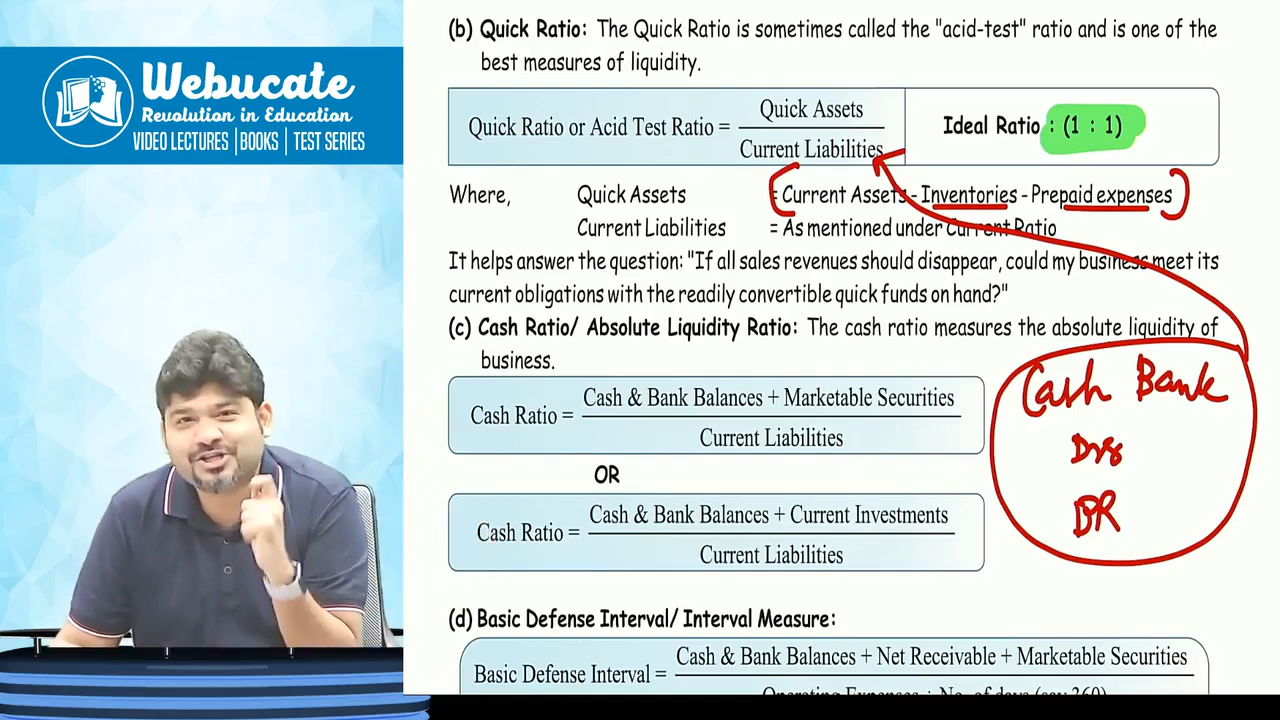 Webucate
Revolution in Education
VIDEO LECTURES | BOOKS | TEST SERIES
(b) Quick Ratio: The Quick Ratio is sometimes called the "acid-test" ratio and is one of the
best measures of liquidity.
Quick Ratio or Acid Test Ratio = Quick Assets
Current Liabilities
Ideal Ratio : (1 : 1)
Where, Quick Assets = Current Assets - Inventories - Prepaid expenses
Current Liabilities = As mentioned under Current Ratio
It helps answer the question: "If all sales revenues should disappear, could my business meet its
current obligations with the readily convertible quick funds on hand?"
(c) Cash Ratio/ Absolute Liquidity Ratio: The cash ratio measures the absolute liquidity of
business.
Cash Ratio = Cash & Bank Balances + Marketable Securities
Current Liabilities
OR
Cash Ratio = Cash & Bank Balances + Current Investments
Current Liabilities
Cash Bank
BR
(d) Basic Defense Interval/ Interval Measure:
Basic Defense Interval = Cash & Bank Balances + Net Receivable + Marketable Securities
Operating Expenses ÷ No. of days (say 360)